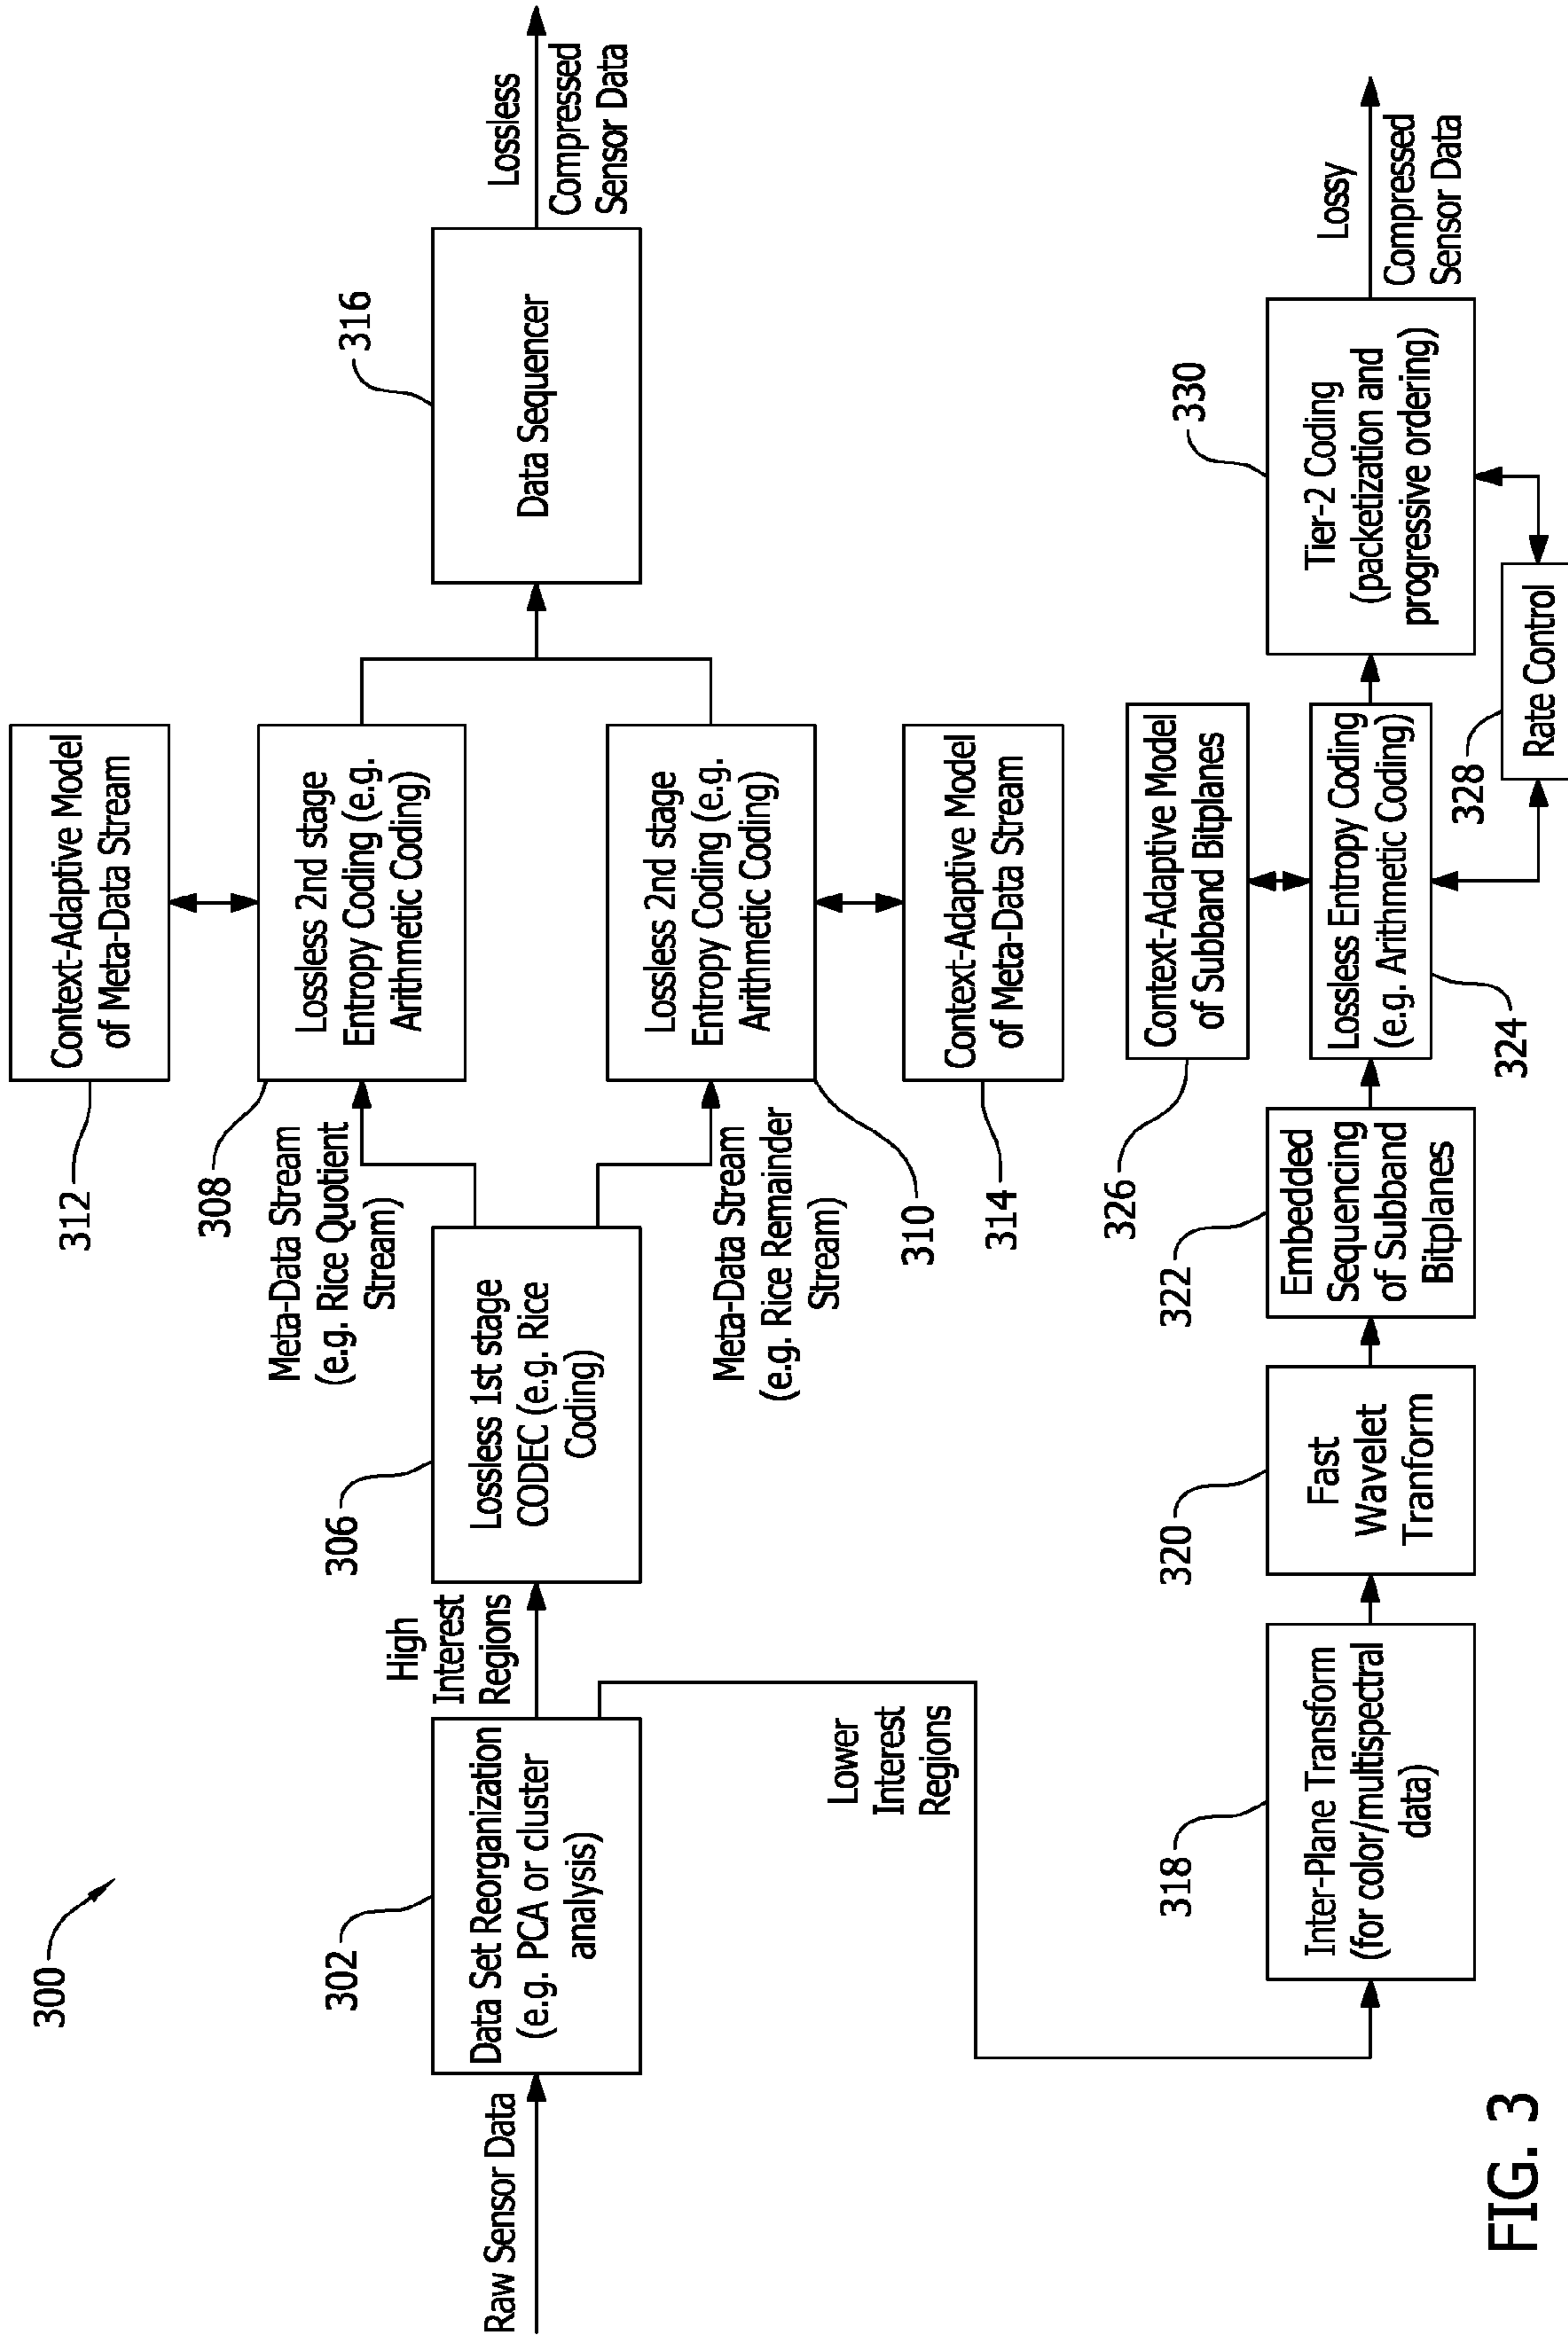 300
Raw Sensor Data
302
Data Set Reorganization
(e.g. PCA or cluster
analysis)
High
Interest
Regions
Lower
Interest
Regions
306
Lossless 1st stage
CODEC (e.g. Rice
Coding)
Meta-Data Stream
(e.g. Rice Quotient
Stream)
Meta-Data Stream
(e.g. Rice Remainder
Stream)
312
Context-Adaptive Model
of Meta-Data Stream
308
Lossless 2nd stage
Entropy Coding (e.g.
Arithmetic Coding)
310
Lossless 2nd stage
Entropy Coding (e.g.
Arithmetic Coding)
314
Context-Adaptive Model
of Meta-Data Stream
316
Data Sequencer
Lossless
Compressed
Sensor Data
318
Inter-Plane Transform
(for color/multispectral
data)
320
Fast
Wavelet
Tranform
322
Embedded
Sequencing
of Subband
Bitplanes
326
Context-Adaptive Model
of Subband Bitplanes
324
Lossless Entropy Coding
(e.g. Arithmetic Coding)
328
Rate Control
330
Tier-2 Coding
(packetization and
progressive ordering)
Lossy
Compressed
Sensor Data
FIG. 3